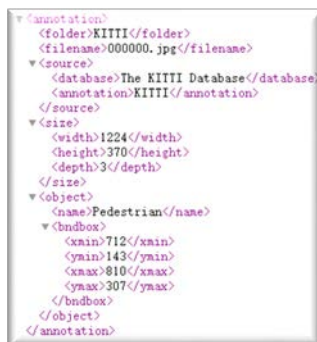 <annotation>
<folder>KITTI</folder>
<filename>000000.jpg</filename>
<source>
<database>The KITTI Database</database>
<annotation>KITTI</annotation>
</source>
<size>
<width>1224</width>
<height>370</height>
<depth>3</depth>
</size>
<object>
<name>Pedestrian</name>
<bndbox>
<xmin>712</xmin>
<ymin>143</ymin>
<xmax>810</xmax>
<ymax>307</ymax>
</bndbox>
</object>
</annotation>